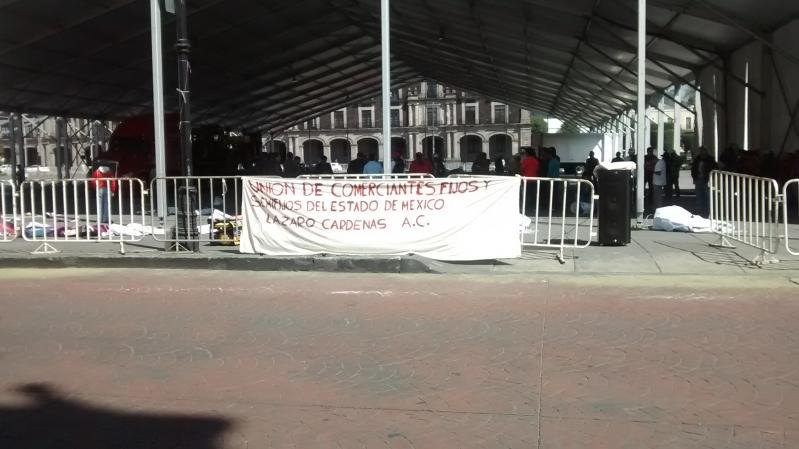 UNION DE COMERCIANTES FIJOS Y
SEMIFIJOS DEL ESTADO DE MEXICO
LAZARO CARDENAS A.C.